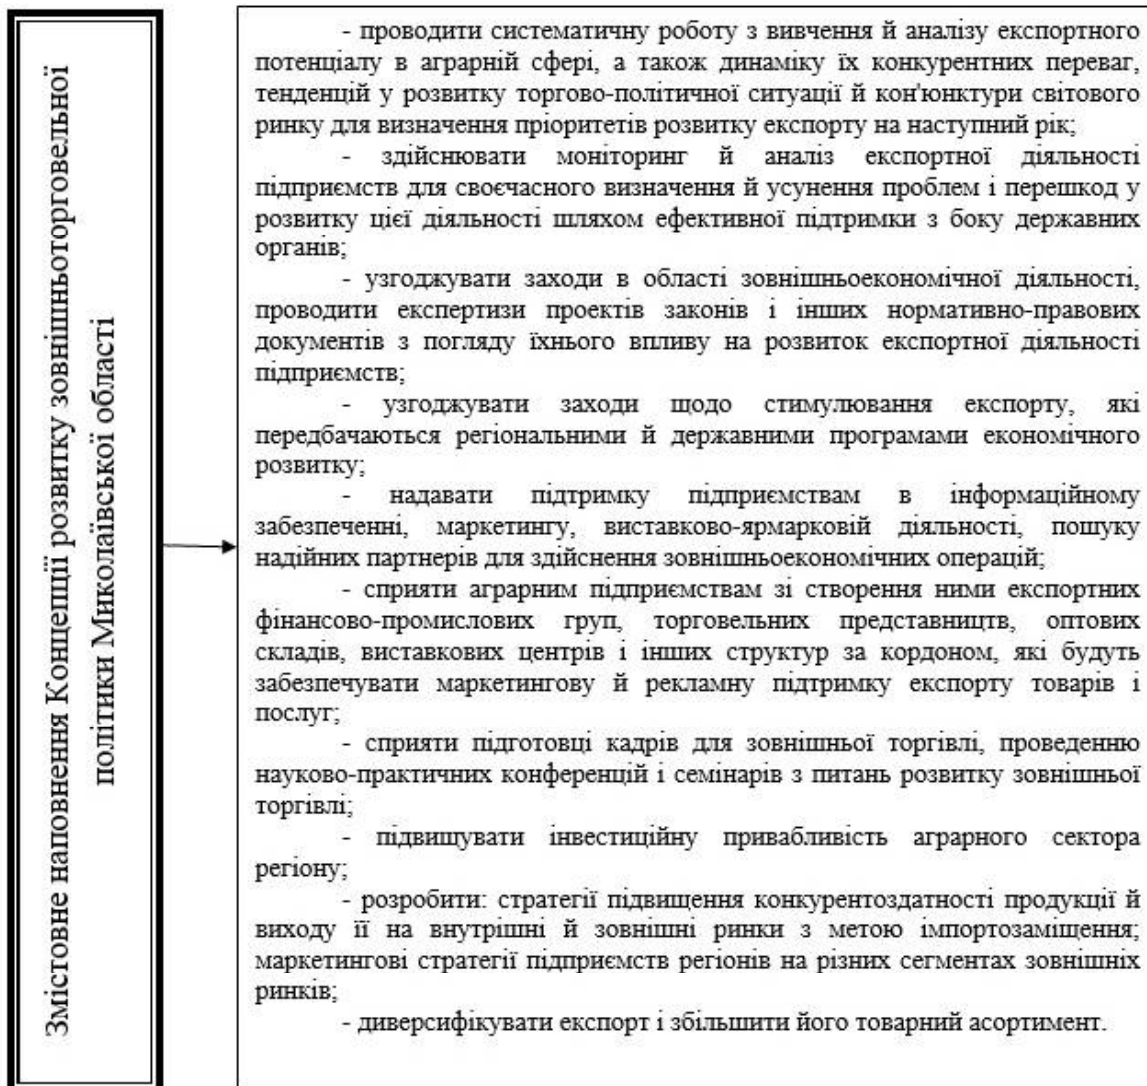 Змістовне наповнення Концепції розвитку зовнішньоторговельної
політики Миколаївської області
- проводити систематичну роботу з вивчення й аналізу експортного
потенціалу в аграрній сфері, а також динаміку їх конкурентних переваг,
тенденцій у розвитку торгово-політичної ситуації й кон'юнктури світового
ринку для визначення пріоритетів розвитку експорту на наступний рік;
- здійснювати моніторинг й аналіз експортної діяльності
підприємств для своєчасного визначення й усунення проблем і перешкод у
розвитку цієї діяльності шляхом ефективної підтримки з боку державних
органів;
- узгоджувати заходи в області зовнішньоекономічної діяльності,
проводити експертизи проектів законів і інших нормативно-правових
документів з погляду їхнього впливу на розвиток експортної діяльності
підприємств;
- узгоджувати заходи щодо стимулювання експорту, які
передбачаються регіональними й державними програмами економічного
розвитку;
- надавати підтримку підприємствам в інформаційному
забезпеченні, маркетингу, виставково-ярмарковій діяльності, пошуку
надійних партнерів для здійснення зовнішньоекономічних операцій;
- сприяти аграрним підприємствам зі створення ними експортних
фінансово-промислових груп, торговельних представництв, оптових
складів, виставкових центрів і інших структур за кордоном, які будуть
забезпечувати маркетингову й рекламну підтримку експорту товарів і
послуг;
- сприяти підготовці кадрів для зовнішньої торгівлі, проведенню
науково-практичних конференцій і семінарів з питань розвитку зовнішньої
торгівлі;
- підвищувати інвестиційну привабливість аграрного сектора
регіону;
- розробити: стратегії підвищення конкурентоздатності продукції й
виходу її на внутрішні й зовнішні ринки з метою імпортозаміщення;
маркетингові стратегії підприємств регіонів на різних сегментах зовнішніх
ринків;
- диверсифікувати експорт і збільшити його товарний асортимент.